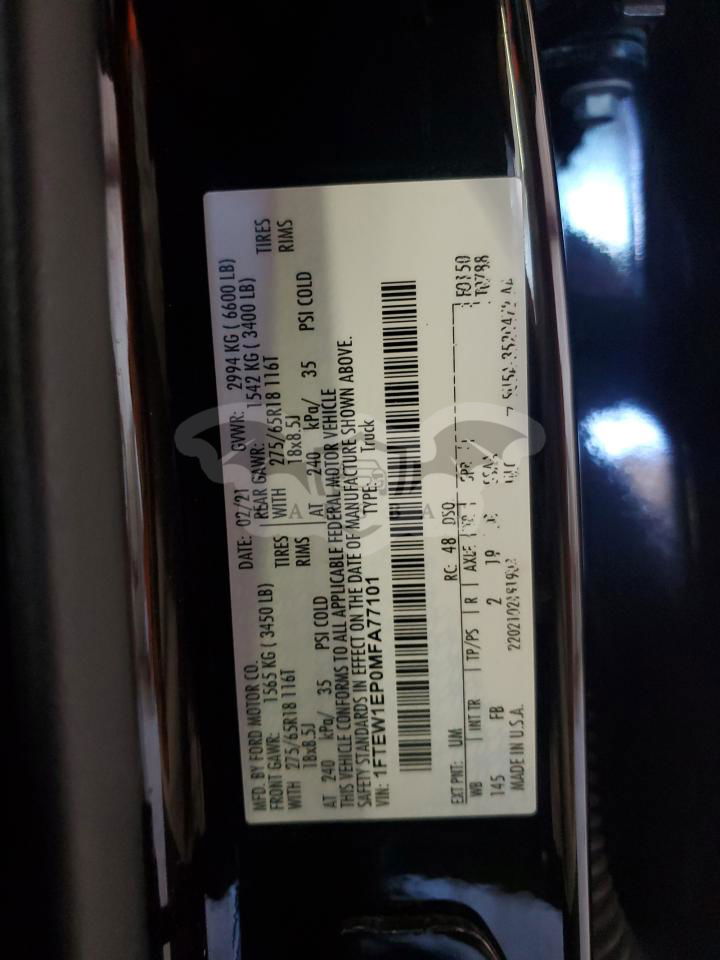 MFD. BY FORD MOTOR CO.
DATE: 02/21 GVWR: 2994 KG ( 6600 LB)
FRONT GAWR: 1565 KG ( 3450 LB) REAR GAWR: 1542 KG ( 3400 LB)
WITH 275/65R18 116T TIRES WITH 275/65R18 116T TIRES
18x8.5J RIMS 18x8.5J RIMS
AT 240 kPa/ 35 PSI COLD AT 240 kPa/ 35 PSI COLD
THIS VEHICLE CONFORMS TO ALL APPLICABLE FEDERAL MOTOR VEHICLE
SAFETY STANDARDS IN EFFECT ON THE DATE OF MANUFACTURE SHOWN ABOVE.
VIN: 1FTEW1EP0MFA77101 TYPE: Truck
EXT PNT: UM RC: 48 DSO:
WB INT TR TP/PS R AXLE SPR
145 FB 2 19
MADE IN U.S.A.